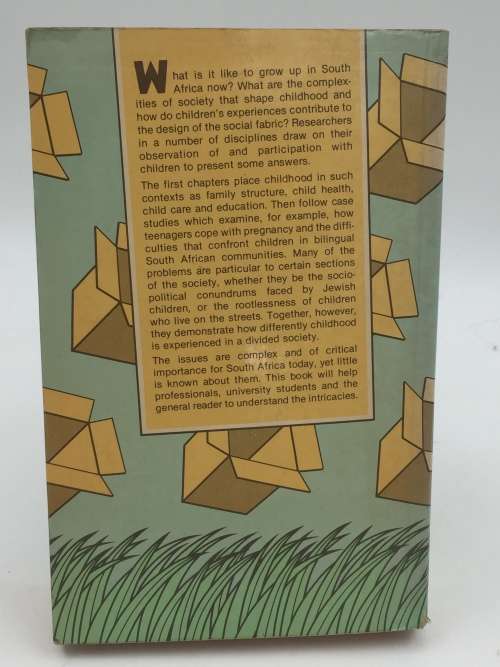 What is it like to grow up in South
Africa now? What are the complex-
ities of society that shape childhood and
how do children's experiences contribute to
the design of the social fabric? Researchers
in a number of disciplines draw on their
observation of and participation with
children to present some answers.
The first chapters place childhood in such
contexts as family structure, child health,
child care and education. Then follow case
studies which examine, for example, how
teenagers cope with pregnancy and the diffi-
culties that confront children in bilingual
South African communities. Many of the
problems are particular to certain sections
of the society, whether they be the socio-
political conundrums faced by Jewish
children, or the rootlessness of children
who live on the streets. Together, however,
they demonstrate how differently childhood
is experienced in a divided society.
The issues are complex and of critical
importance for South Africa today, yet little
is known about them. This book will help
professionals, university students and the
general reader to understand the intricacies.